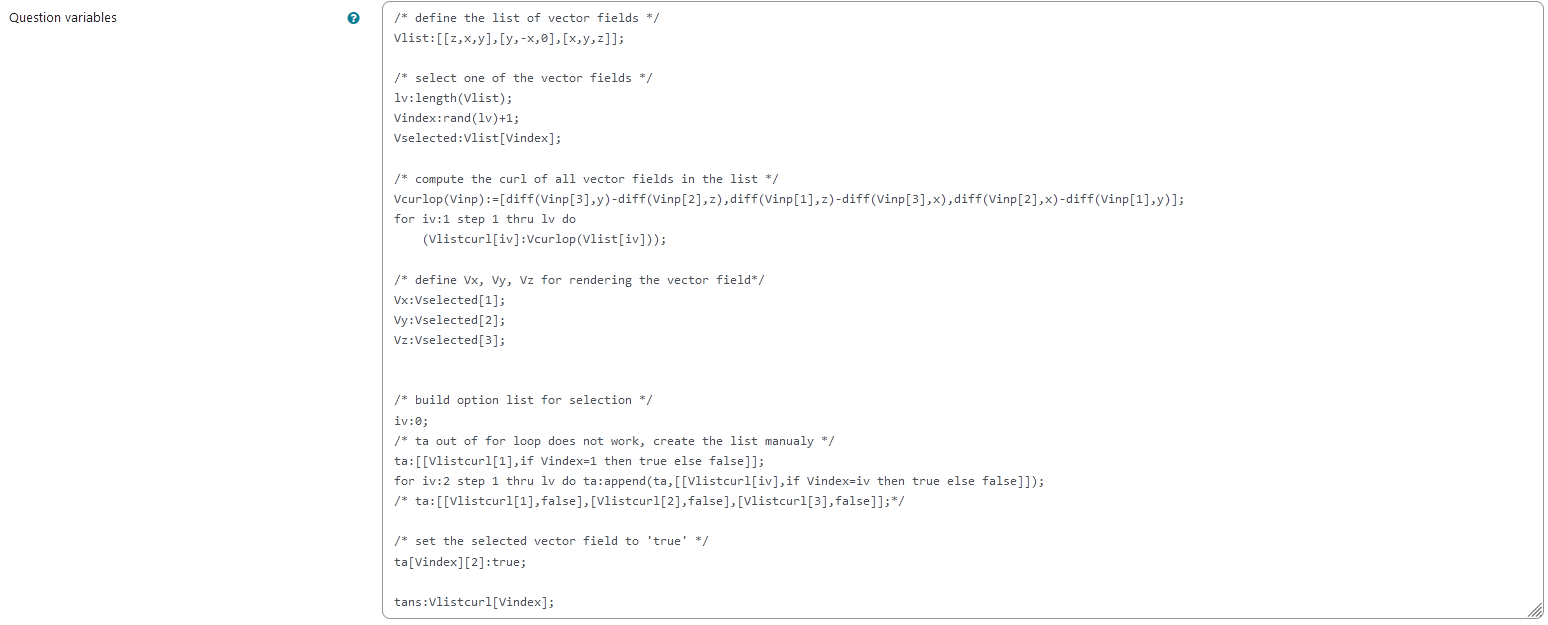 Question variables
/* define the list of vector fields */
Vlist:[[z,x,y],[y,-x,0],[x,y,z]];
/* select one of the vector fields */
lv:length(Vlist);
Vindex:rand(lv)+1;
Vselected:Vlist[Vindex];
/* compute the curl of all vector fields in the list */
Vcurlop(Vinp):=[diff(Vinp[3],y)-diff(Vinp[2],z),diff(Vinp[1],z)-diff(Vinp[3],x),diff(Vinp[2],x)-diff(Vinp[1],y)];
for iv:1 step 1 thru lv do
    (Vlistcurl[iv]:Vcurlop(Vlist[iv]));
/* define Vx, Vy, Vz for rendering the vector field*/
Vx:Vselected[1];
Vy:Vselected[2];
Vz:Vselected[3];
/* build option list for selection */
iv:0;
/* ta out of for loop does not work, create the list manualy */
ta:[[Vlistcurl[1],if Vindex=1 then true else false]];
for iv:2 step 1 thru lv do ta:append(ta,[[Vlistcurl[iv],if Vindex=iv then true else false]]);
/* ta:[[Vlistcurl[1],false],[Vlistcurl[2],false],[Vlistcurl[3],false]];*/
/* set the selected vector field to 'true' */
ta[Vindex][2]:true;
tans:Vlistcurl[Vindex];